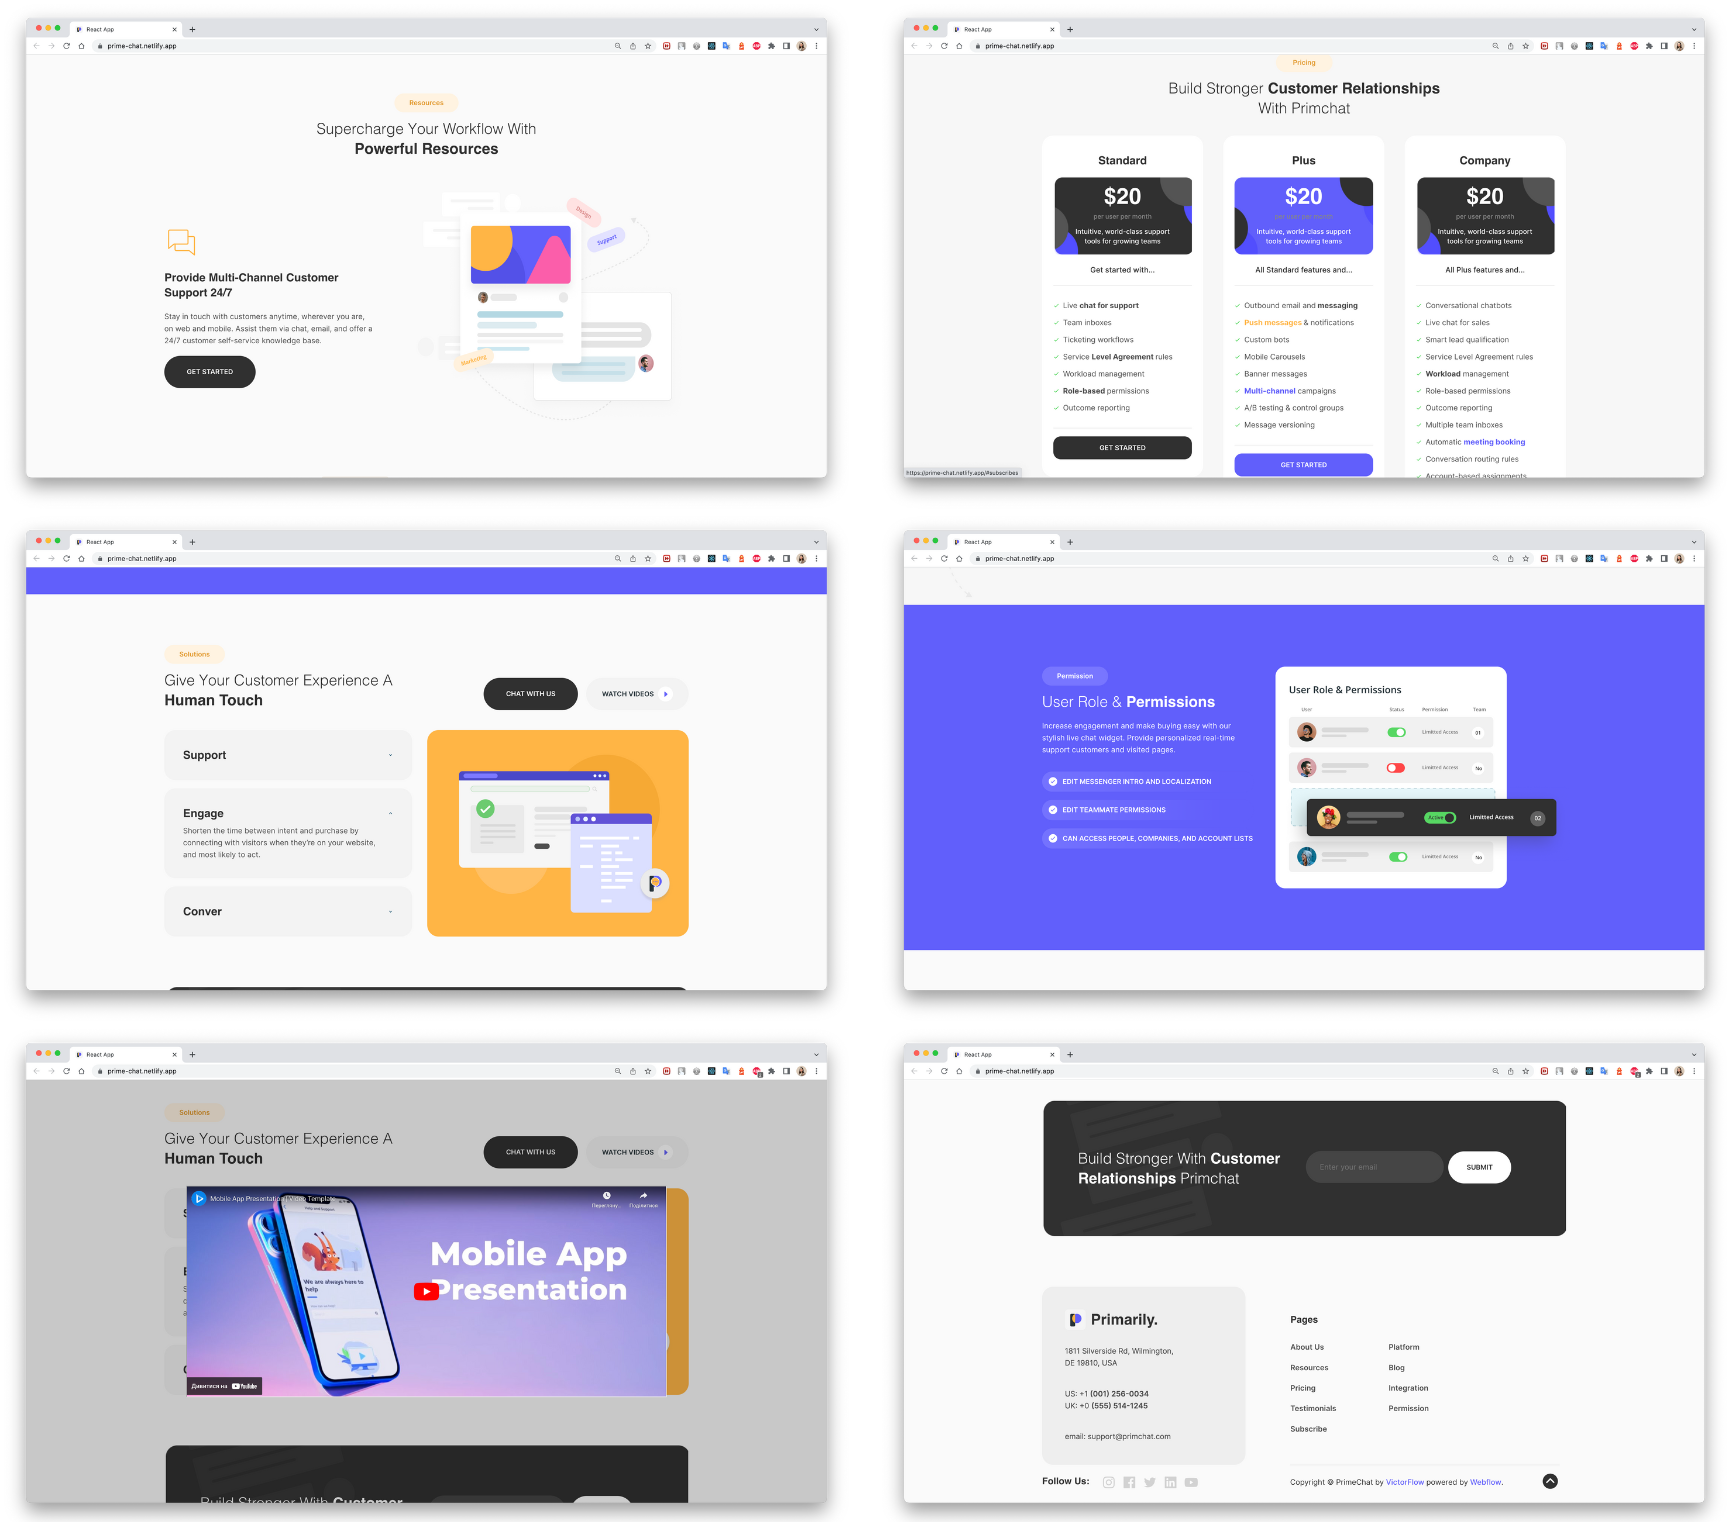 React App
prime-chat.netlify.app
Resources
Supercharge Your Workflow With
Powerful Resources
Provide Multi-Channel Customer
Support 24/7
Stay in touch with customers anytime, wherever you are,
on web and mobile. Assist them via chat, email, and offer a
24/7 customer self-service knowledge base.
GET STARTED
Design
Support
Marketing
React App
prime-chat.netlify.app
Pricing
Build Stronger Customer Relationships
With Primchat
Standard
$20
per user per month
Intuitive, world-class support
tools for growing teams
Get started with...
Live chat for support
Team inboxes
Ticketing workflows
Service Level Agreement rules
Workload management
Role-based permissions
Outcome reporting
GET STARTED
Plus
$20
per user per month
Intuitive, world-class support
tools for growing teams
All Standard features and...
Outbound email and messaging
Push messages & notifications
Custom bots
Mobile Carousels
Banner messages
Multi-channel campaigns
A/B testing & control groups
Message versioning
GET STARTED
Company
$20
per user per month
Intuitive, world-class support
tools for growing teams
All Plus features and...
Conversational chatbots
Live chat for sales
Smart lead qualification
Service Level Agreement rules
Workload management
Role-based permissions
Outcome reporting
Multiple team inboxes
Automatic meeting booking
Conversation routing rules
Account-based assignments
https://prime-chat.netlify.app/#subscribes
React App
prime-chat.netlify.app
Solutions
Give Your Customer Experience A
Human Touch
CHAT WITH US
WATCH VIDEOS
Support
Engage
Shorten the time between intent and purchase by
connecting with visitors when they're on your website,
and most likely to act.
Conver
React App
prime-chat.netlify.app
Permission
User Role & Permissions
Increase engagement and make buying easy with our
stylish live chat widget. Provide personalized real-time
support customers and visited pages.
EDIT MESSENGER INTRO AND LOCALIZATION
EDIT TEAMMATE PERMISSIONS
CAN ACCESS PEOPLE, COMPANIES, AND ACCOUNT LISTS
User Role & Permissions
User Status Permission Team
Limitted Access 01
Limitted Access No
Active Limitted Access 02
Limitted Access No
React App
prime-chat.netlify.app
Solutions
Give Your Customer Experience A
Human Touch
CHAT WITH US
WATCH VIDEOS
Mobile App Presentation | Video Template
Перегляну...
Поделиться
Help and Support
We are always here to
help
Mobile App
Presentation
Дивитися на YouTube
Build Stronger With Customer
React App
prime-chat.netlify.app
Build Stronger With Customer
Relationships Primchat
Enter your email
SUBMIT
Primarily.
1811 Silverside Rd, Wilmington,
DE 19810, USA
US: +1 (001) 256-0034
UK: +0 (555) 514-1245
email: support@primchat.com
Follow Us:
Pages
About Us
Resources
Pricing
Testimonials
Subscribe
Platform
Blog
Integration
Permission
Copyright © PrimeChat by VictorFlow powered by Webflow.